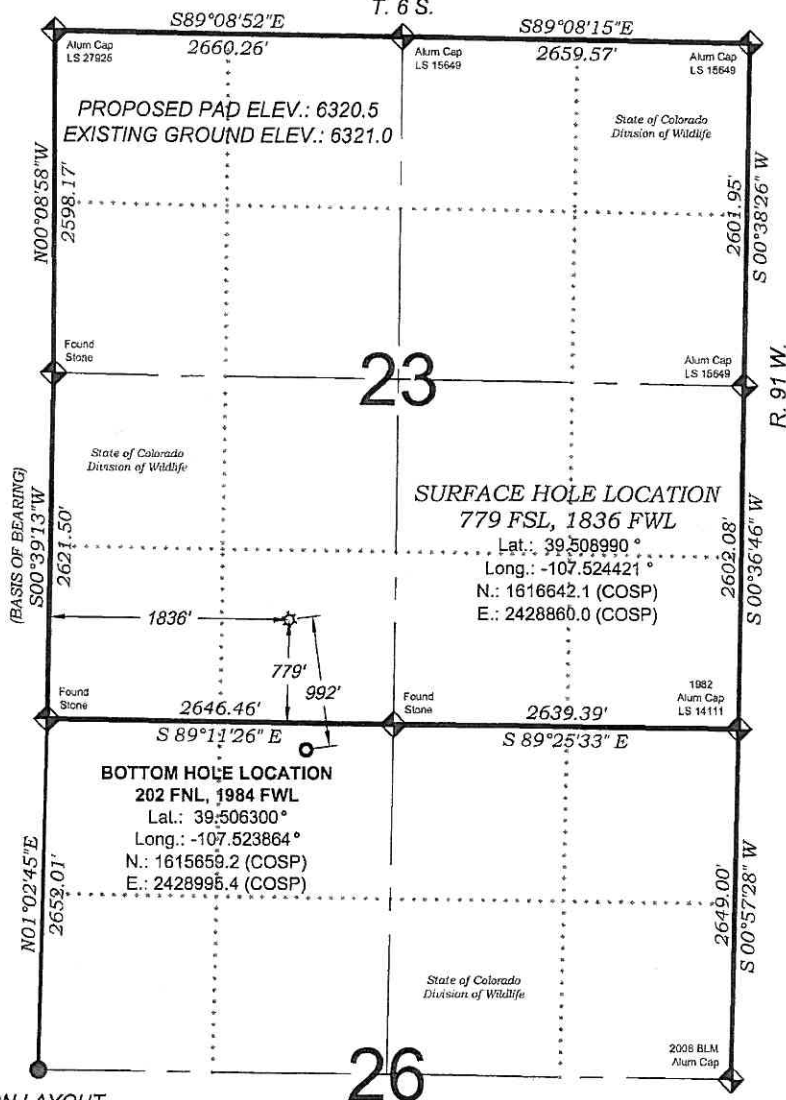 T. 6 S.
S89°08'52"E
2660.26'
S89°08'15"E
2659.57'
Alum Cap
LS 27926
Alum Cap
LS 15649
Alum Cap
LS 15649
PROPOSED PAD ELEV.: 6320.5
EXISTING GROUND ELEV.: 6321.0
State of Colorado
Division of Wildlife
N00°08'58"W
2598.17'
2601.95'
S 00°38'26" W
Found
Stone
23
Alum Cap
LS 15649
R. 91 W.
State of Colorado
Division of Wildlife
(BASIS OF BEARING)
S00°39'13"W
2621.50'
SURFACE HOLE LOCATION
779 FSL, 1836 FWL
Lat.: 39.508990 °
Long.: -107.524421 °
N.: 1616642.1 (COSP)
E.: 2428860.0 (COSP)
2602.08'
S 00°36'46" W
1836'
779'
992'
Found
Stone
2646.46'
S 89°11'26" E
Found
Stone
2639.39'
S 89°25'33" E
1982
Alum Cap
LS 14111
BOTTOM HOLE LOCATION
202 FNL, 1984 FWL
Lat.: 39.506300°
Long.: -107.523864°
N.: 1615659.2 (COSP)
E.: 2428995.4 (COSP)
N01°02'45"E
2652.01'
2649.00'
S 00°57'28" W
State of Colorado
Division of Wildlife
26
2008 BLM
Alum Cap
ON LAYOUT